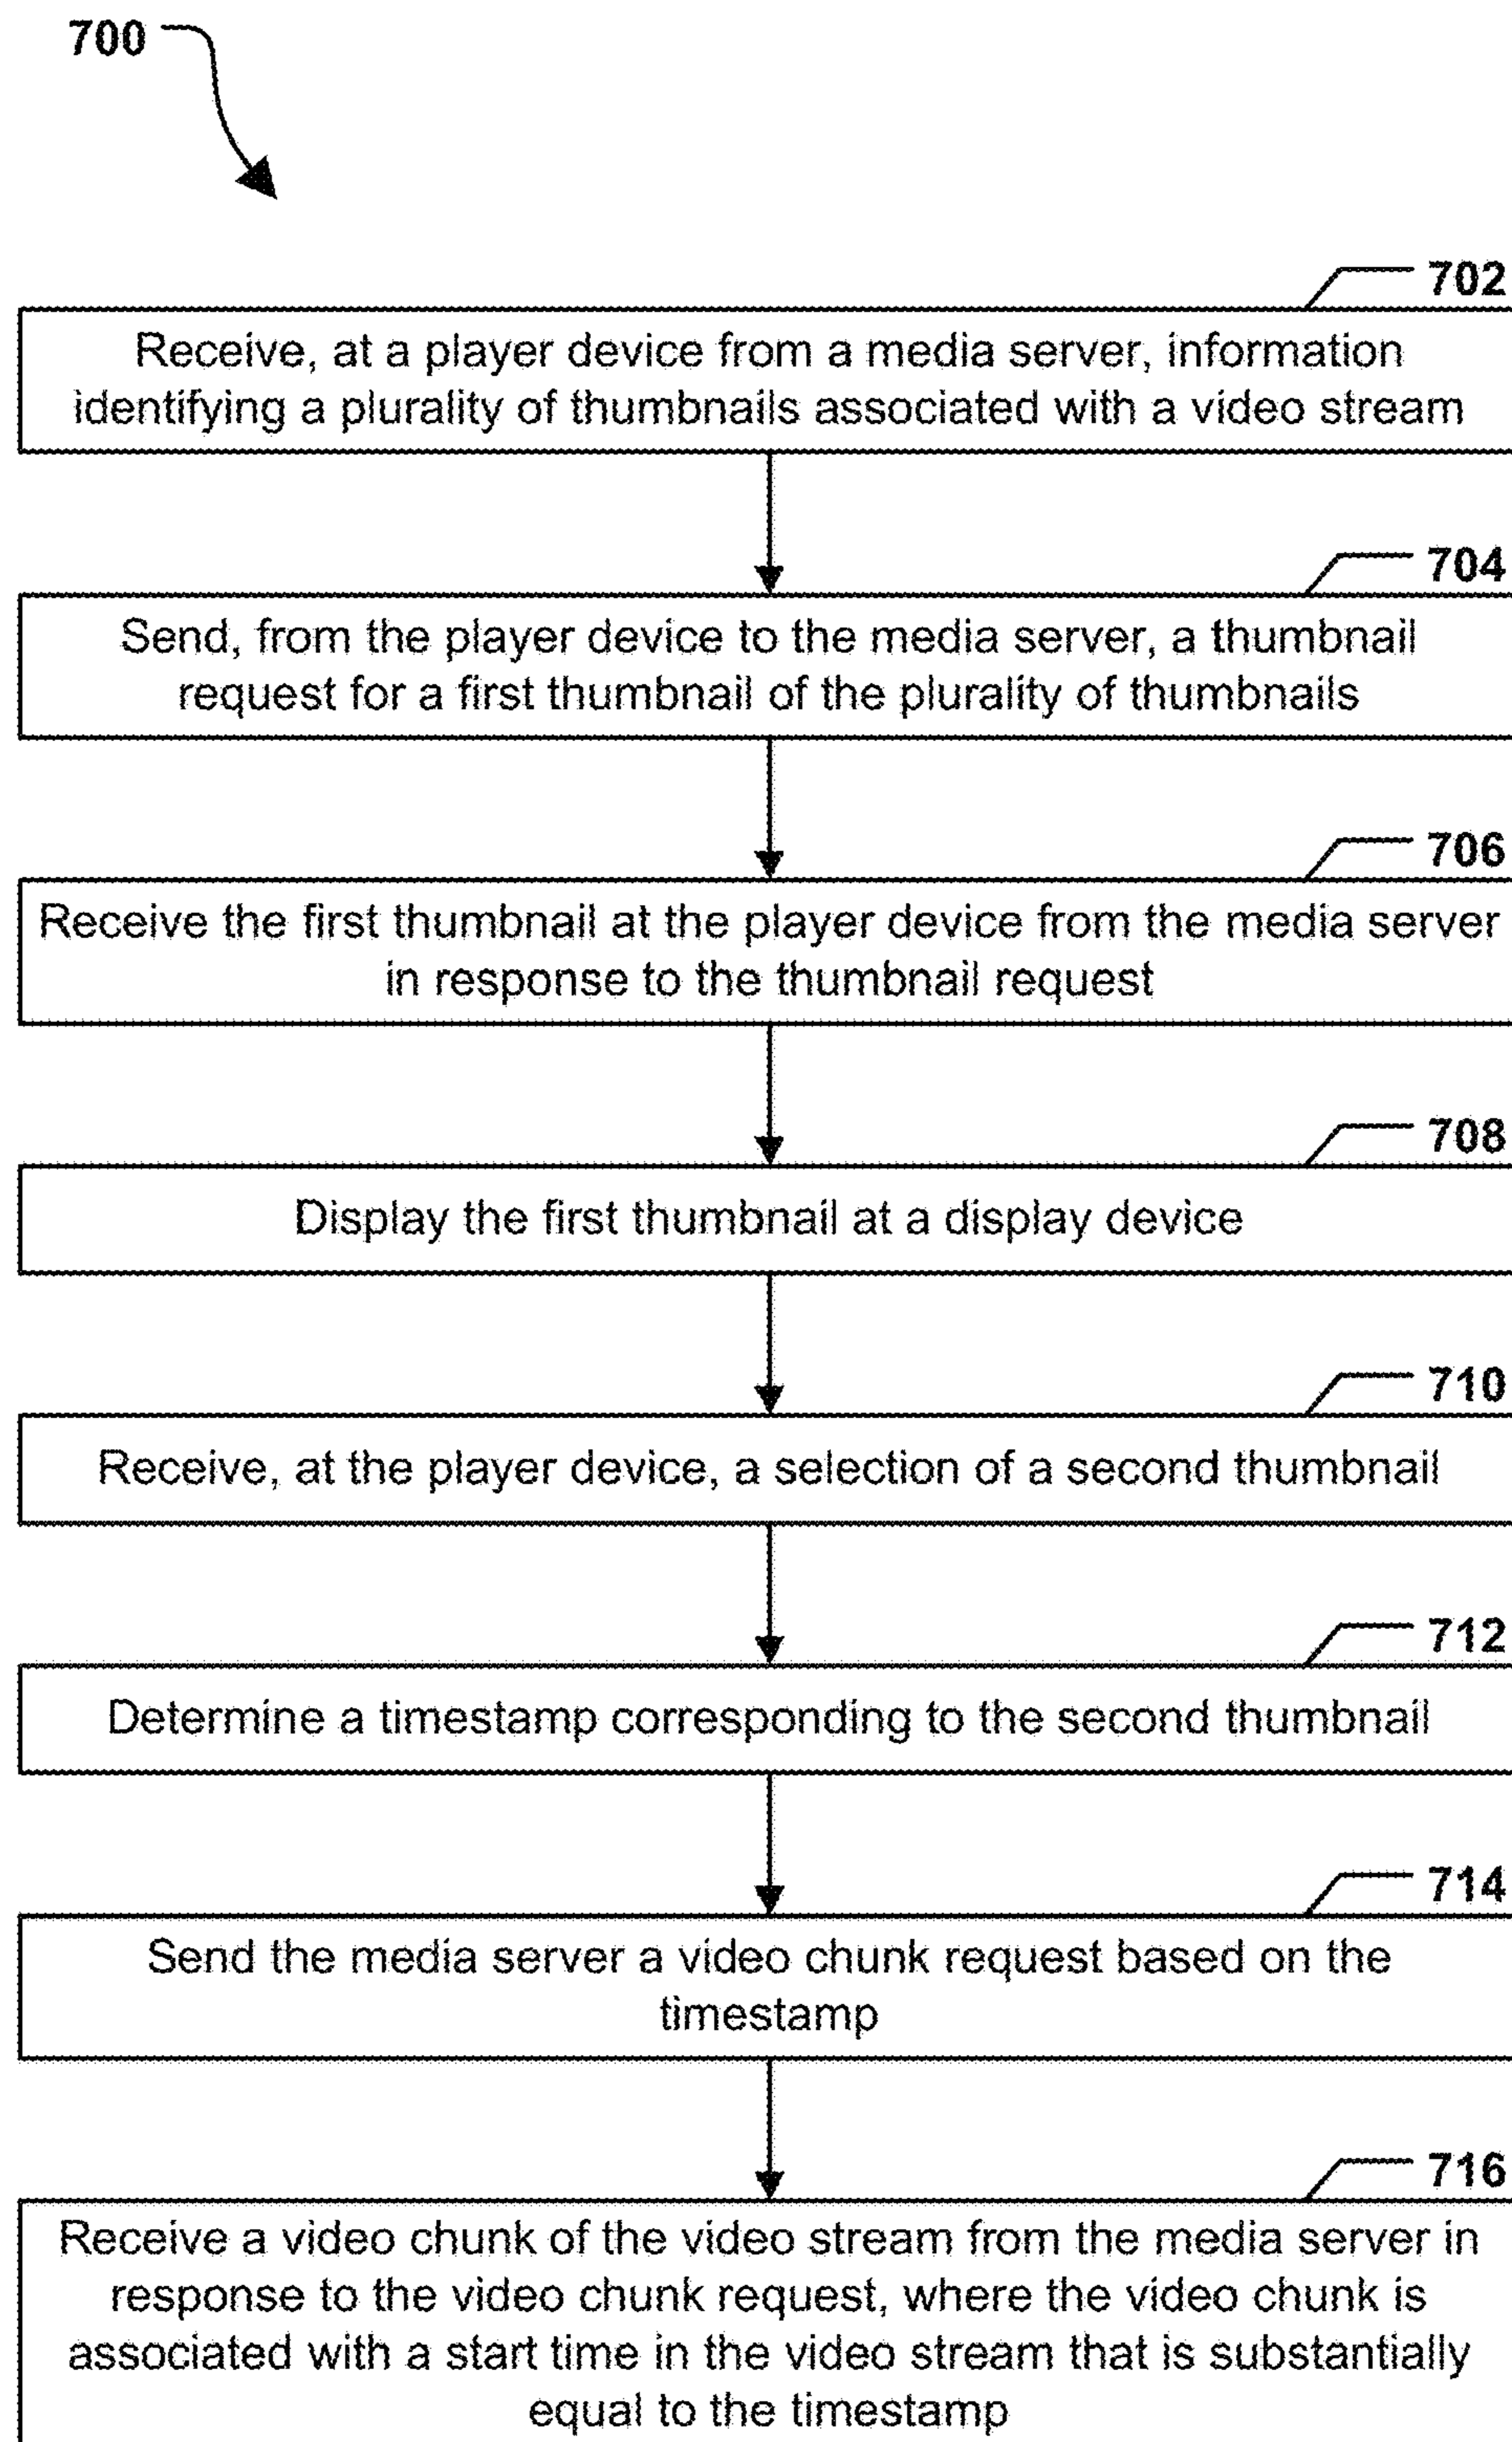 700
702
Receive, at a player device from a media server, information
identifying a plurality of thumbnails associated with a video stream
704
Send, from the player device to the media server, a thumbnail
request for a first thumbnail of the plurality of thumbnails
706
Receive the first thumbnail at the player device from the media server
in response to the thumbnail request
708
Display the first thumbnail at a display device
710
Receive, at the player device, a selection of a second thumbnail
712
Determine a timestamp corresponding to the second thumbnail
714
Send the media server a video chunk request based on the
timestamp
716
Receive a video chunk of the video stream from the media server in
response to the video chunk request, where the video chunk is
associated with a start time in the video stream that is substantially
equal to the timestamp